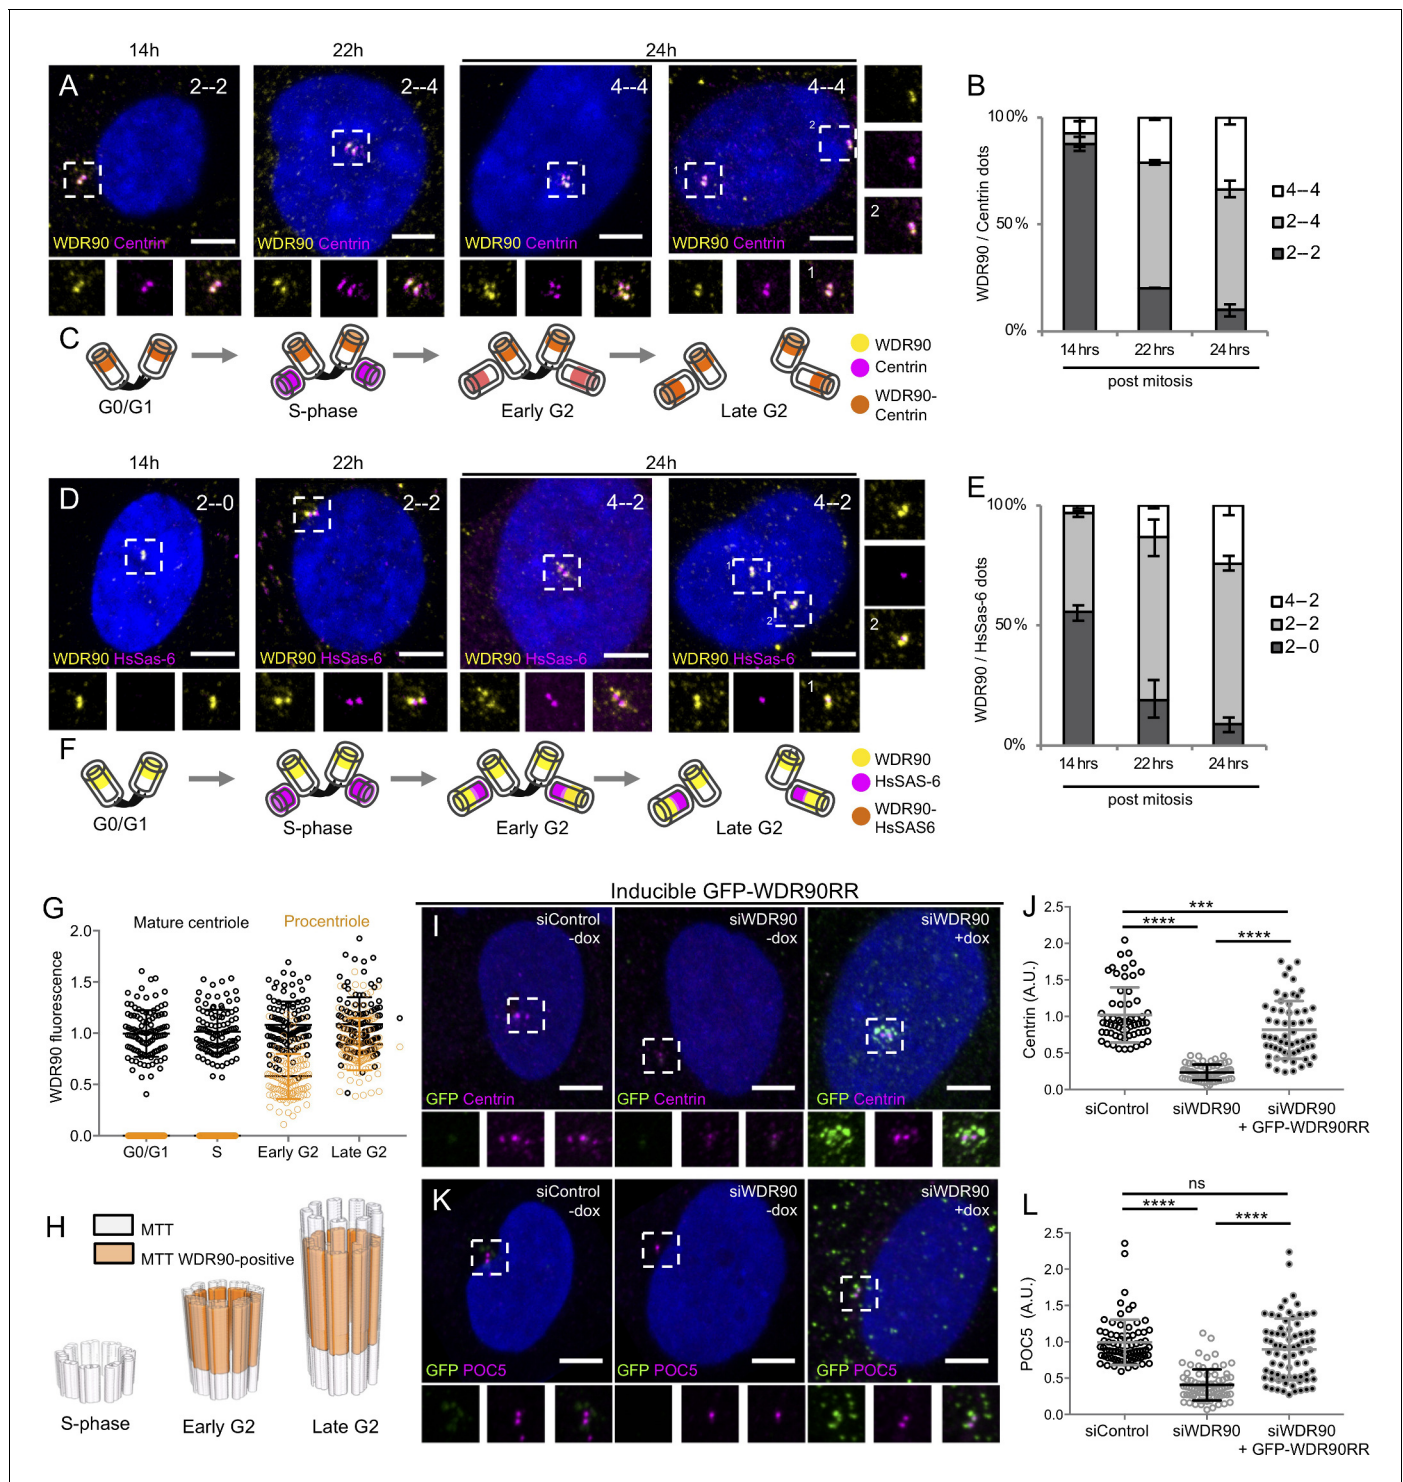 14h 22h 24h
A 2--2 2--4 4--4 4--4
2
1
WDR90 Centrin WDR90 Centrin WDR90 Centrin WDR90 Centrin
2
1
B
WDR90 / Centrin dots
100%
50%
0%
14 hrs 22 hrs 24 hrs
post mitosis
4--4
2--4
2--2
C
G0/G1 S-phase Early G2 Late G2
WDR90
Centrin
WDR90-
Centrin
14h 22h 24h
D 2--0 2--2 4--2 4--2
1
2
WDR90 HsSas-6 WDR90 HsSas-6 WDR90 HsSas-6 WDR90 HsSas-6
2
1
E
WDR90 / HsSas-6 dots
100%
50%
0%
14 hrs 22 hrs 24 hrs
post mitosis
4--2
2--2
2--0
F
G0/G1 S-phase Early G2 Late G2
WDR90
HsSAS-6
WDR90-
HsSAS6
G
Mature centriole Procentriole
WDR90 fluorescence
2.0
1.5
1.0
0.5
0.0
G0/G1 S Early G2 Late G2
H
MTT
MTT WDR90-positive
S-phase Early G2 Late G2
Inducible GFP-WDR90RR
I
siControl
-dox
siWDR90
-dox
siWDR90
+dox
GFP Centrin GFP Centrin GFP Centrin
J
Centrin (A.U.)
2.5
2.0
1.5
1.0
0.5
0.0
***
**** ****
siControl siWDR90 siWDR90
+ GFP-WDR90RR
K
siControl
-dox
siWDR90
-dox
siWDR90
+dox
GFP POC5 GFP POC5 GFP POC5
L
POC5 (A.U.)
2.5
2.0
1.5
1.0
0.5
0.0
ns
**** ****
siControl siWDR90 siWDR90
+ GFP-WDR90RR